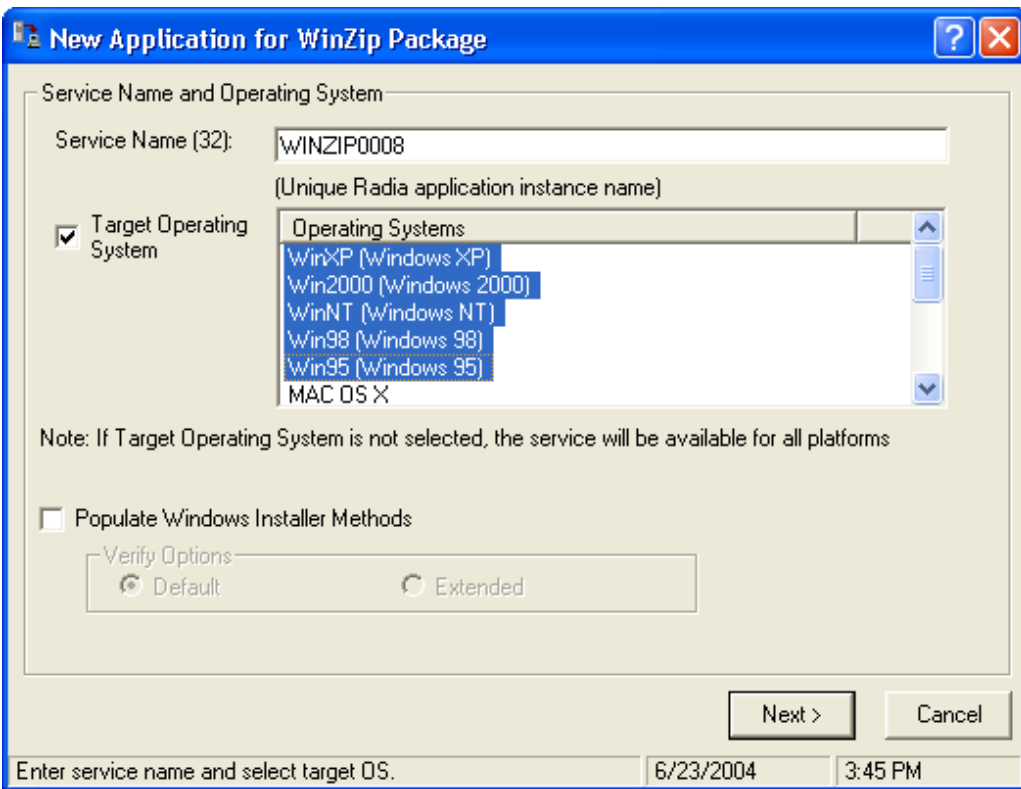 New Application for WinZip Package
Service Name and Operating System
Service Name (32):
WINZIP0008
(Unique Radia application instance name)
Target Operating
System
Operating Systems
WinXP (Windows XP)
Win2000 (Windows 2000)
WinNT (Windows NT)
Win98 (Windows 98)
Win95 (Windows 95)
MAC OS X
Note: If Target Operating System is not selected, the service will be available for all platforms
Populate Windows Installer Methods
Verify Options
Default Extended
Next > Cancel
Enter service name and select target OS. 6/23/2004 3:45 PM